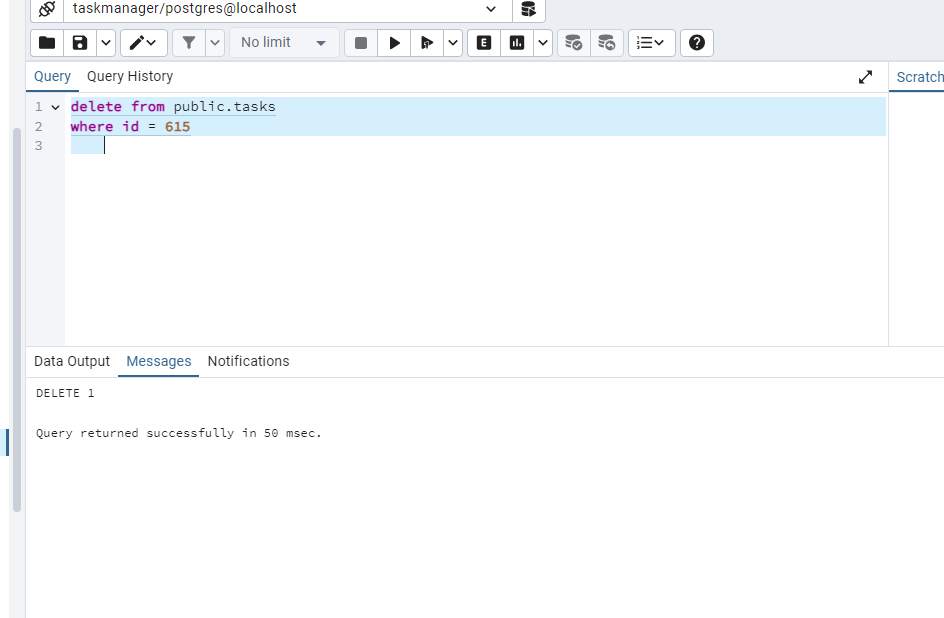 taskmanager/postgres@localhost
No limit
E
Query Query History
Scratch
1 delete from public.tasks
2 where id = 615
3
Data Output Messages Notifications
DELETE 1
Query returned successfully in 50 msec.